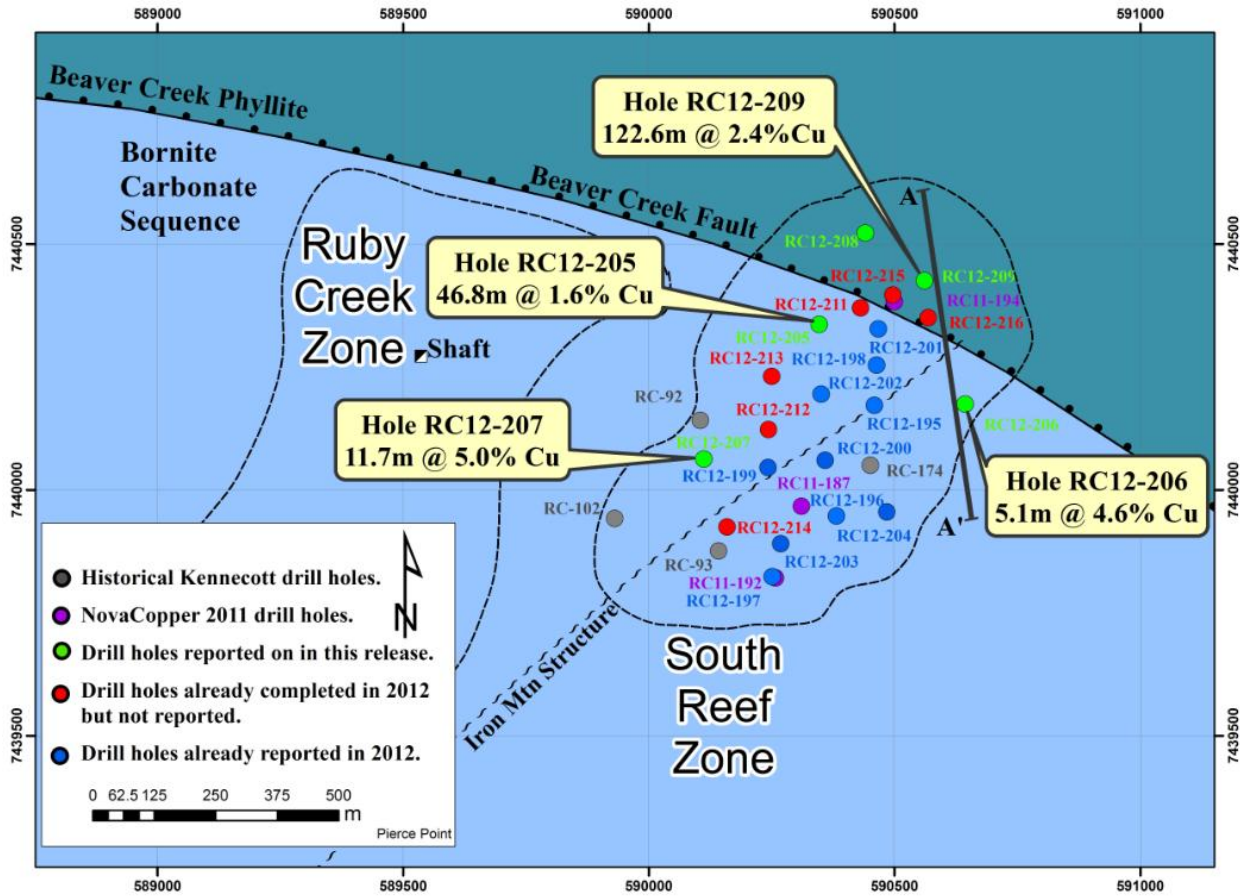 589000 589500 590000 590500 591000
Beaver Creek Phyllite
Hole RC12-209
122.6m @ 2.4%Cu
Bornite
Carbonate
Sequence
Beaver Creek Fault
A
7440500
7440500
Ruby
Creek
Zone
RC12-208
Hole RC12-205
46.8m @ 1.6% Cu
RC12-215
RC12-209
RC12-211
RC11-194
RC12-216
RC12-205
Shaft
RC12-201
RC12-198
RC12-213
RC12-202
RC-92
RC12-212
RC12-195
RC12-206
Hole RC12-207
11.7m @ 5.0% Cu
RC12-207
RC12-200
RC12-199
RC-174
RC11-187
Hole RC12-206
5.1m @ 4.6% Cu
7440000
7440000
RC-102
RC12-196
A'
RC12-214
RC12-204
RC-93
RC12-203
RC11-192
RC12-197
Iron Mtn Structure
South
Reef
Zone
7439500
7439500
N
Historical Kennecott drill holes.
NovaCopper 2011 drill holes.
Drill holes reported on in this release.
Drill holes already completed in 2012
but not reported.
Drill holes already reported in 2012.
0 62.5 125 250 375 500
m
Pierce Point
589000 589500 590000 590500 591000